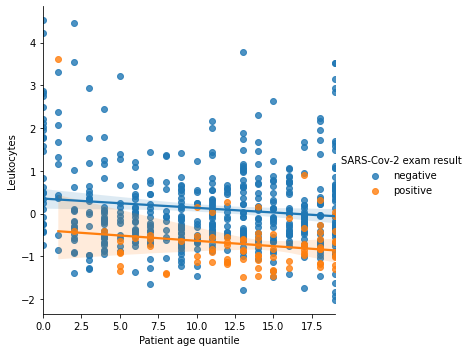 4
3
2
1
0
−1
−2
Leukocytes
0.0 2.5 5.0 7.5 10.0 12.5 15.0 17.5
Patient age quantile
SARS-Cov-2 exam result
negative
positive